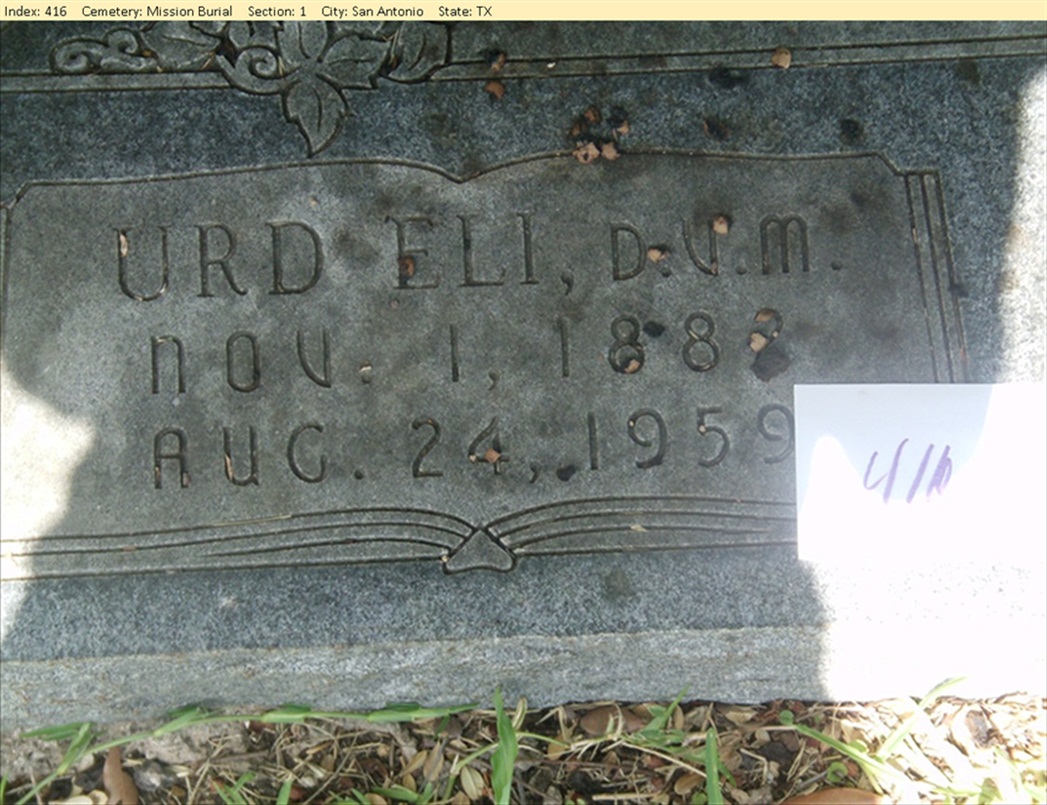 Index: 416 Cemetery: Mission Burial Section: 1 City: San Antonio State: TX
URD ELI, D.V.M.
NOV. 1,
AUG. 24, 1959
416